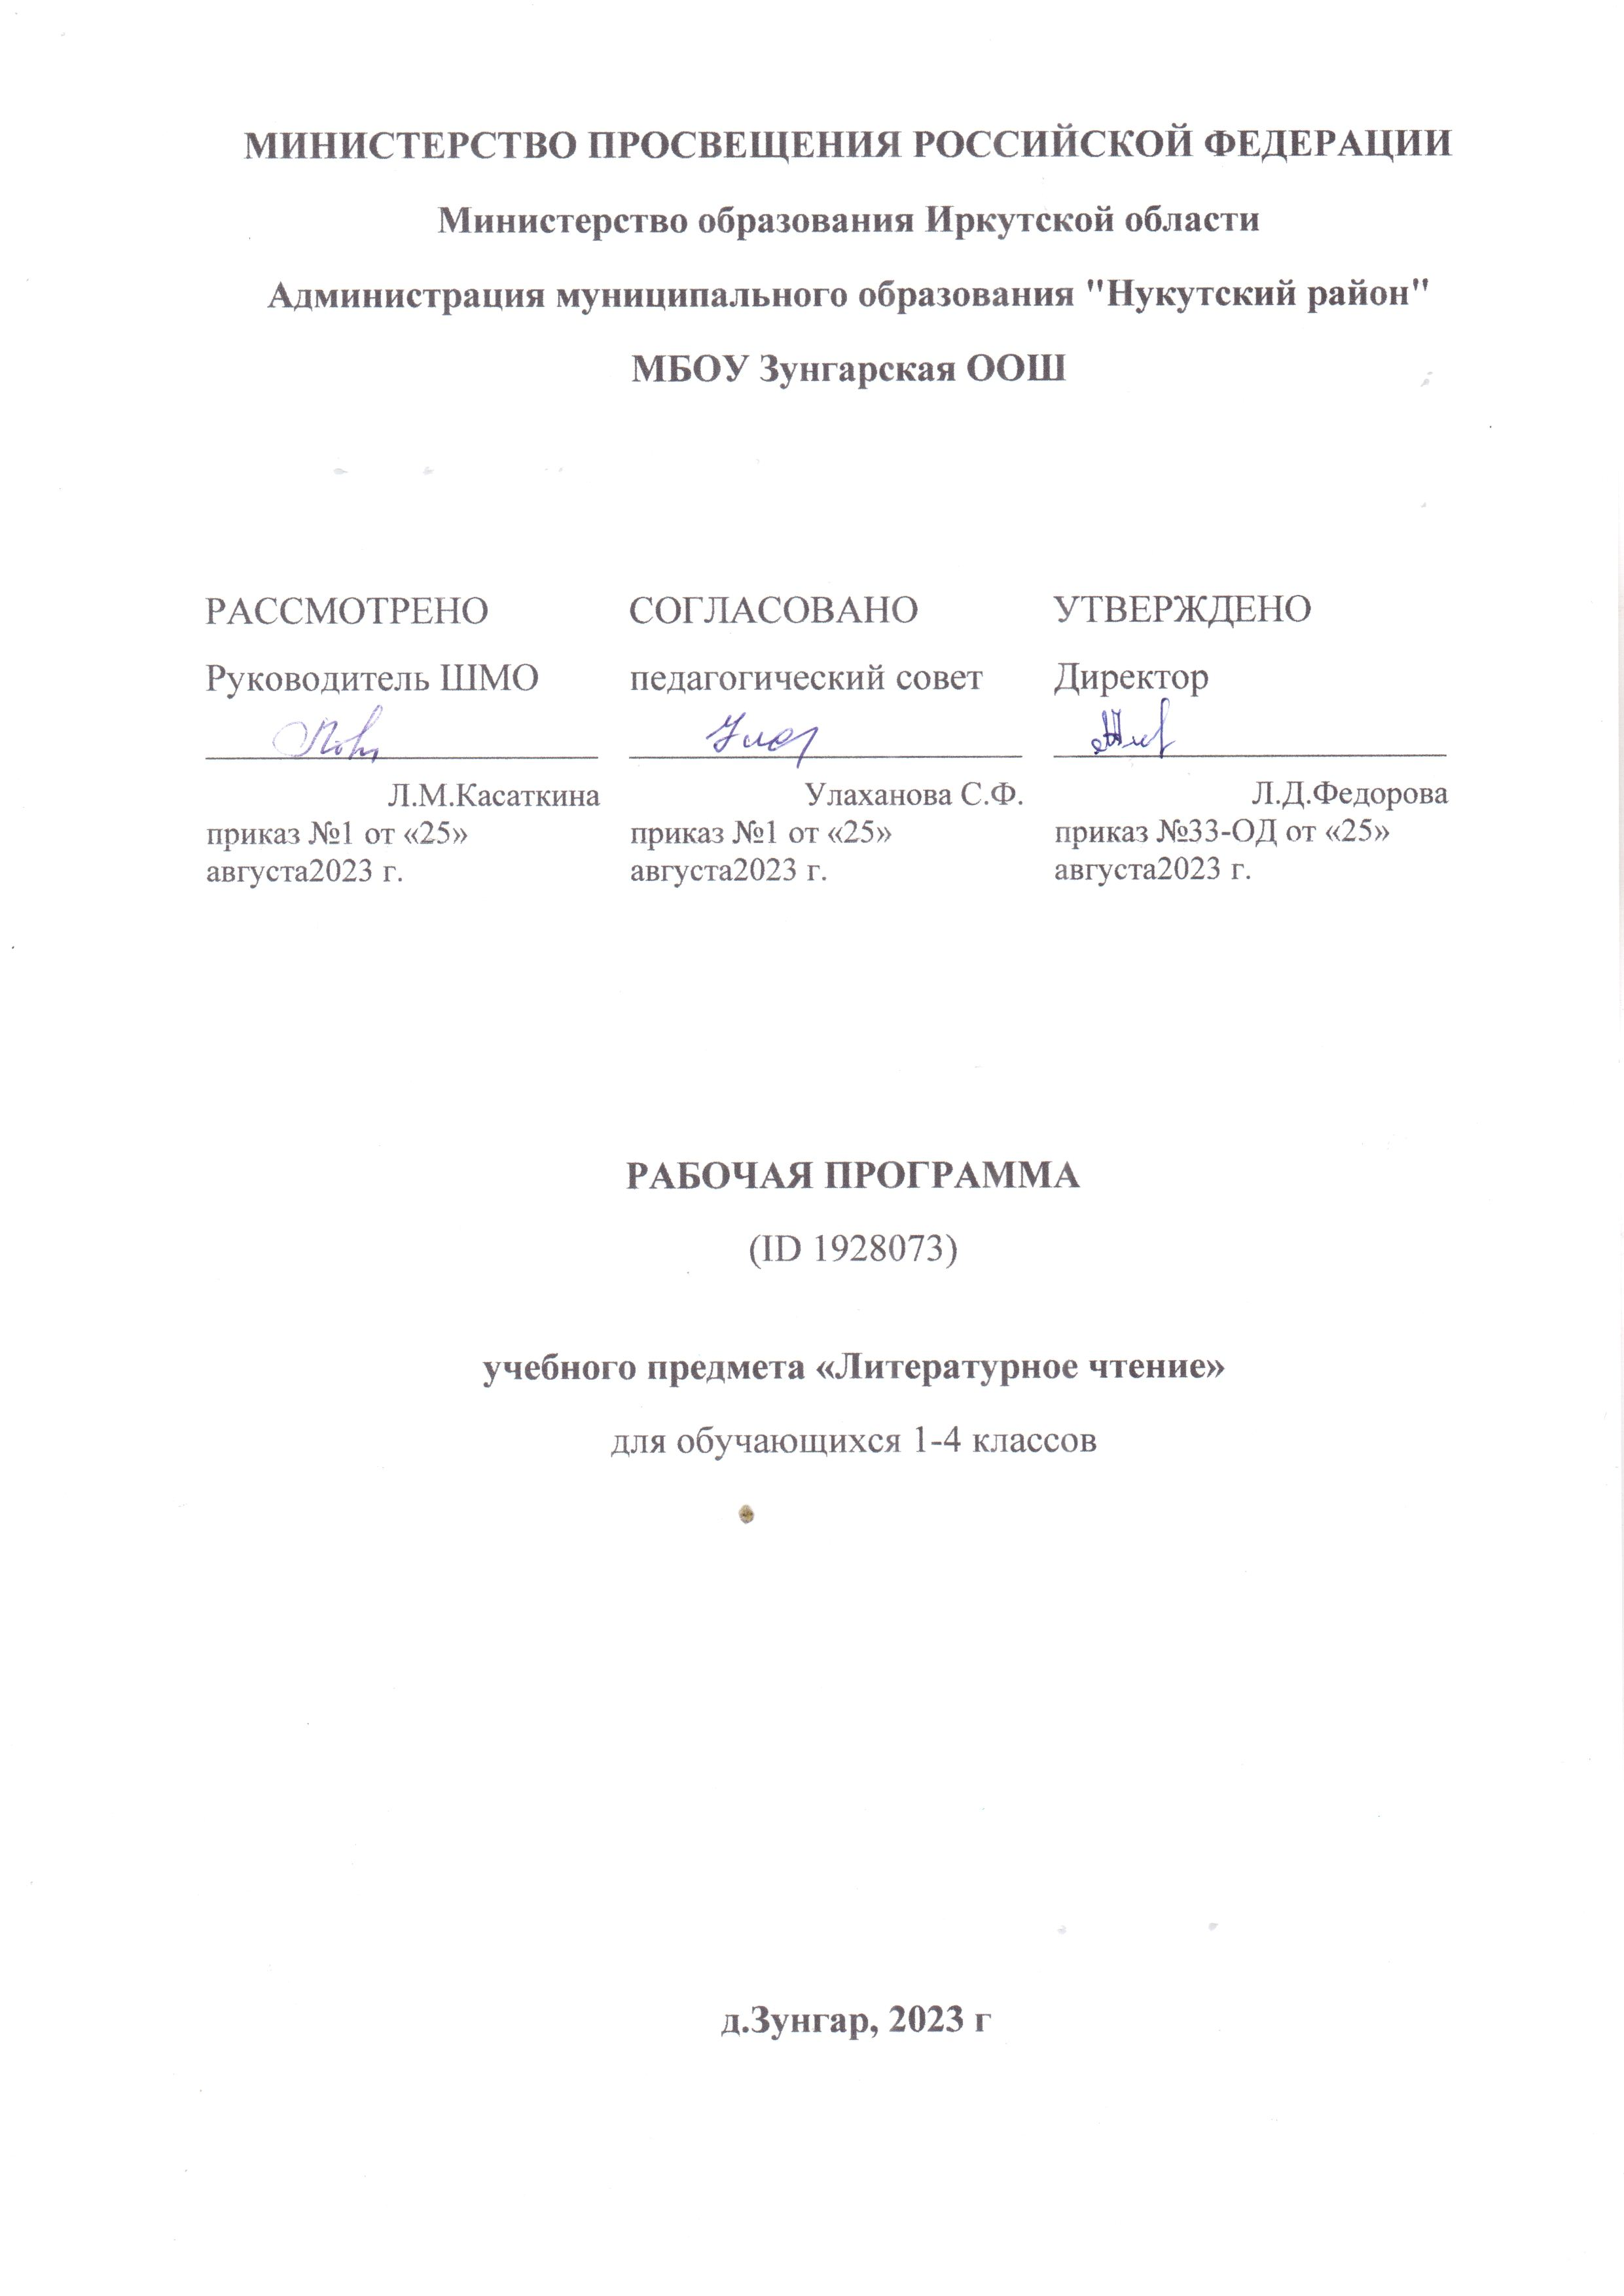 МИНИСТЕРСТВО ПРОСВЕЩЕНИЯ РОССИЙСКОЙ ФЕДЕРАЦИИ
Министерство образования Иркутской области
Администрация муниципального образования "Нукутский район"
МБОУ Зунгарская ООШ
РАССМОТРЕНО
Руководитель ШМО
Л.М.Касаткина
приказ №1 от «25»
августа2023 г.
СОГЛАСОВАНО
педагогический совет
Улаханова С.Ф.
приказ №1 от «25»
августа2023 г.
УТВЕРЖДЕНО
Директор
Л.Д.Федорова
приказ №33-ОД от «25»
августа2023 г.
РАБОЧАЯ ПРОГРАММА
(ID 1928073)
учебного предмета «Литературное чтение»
для обучающихся 1-4 классов
д.Зунгар, 2023 г